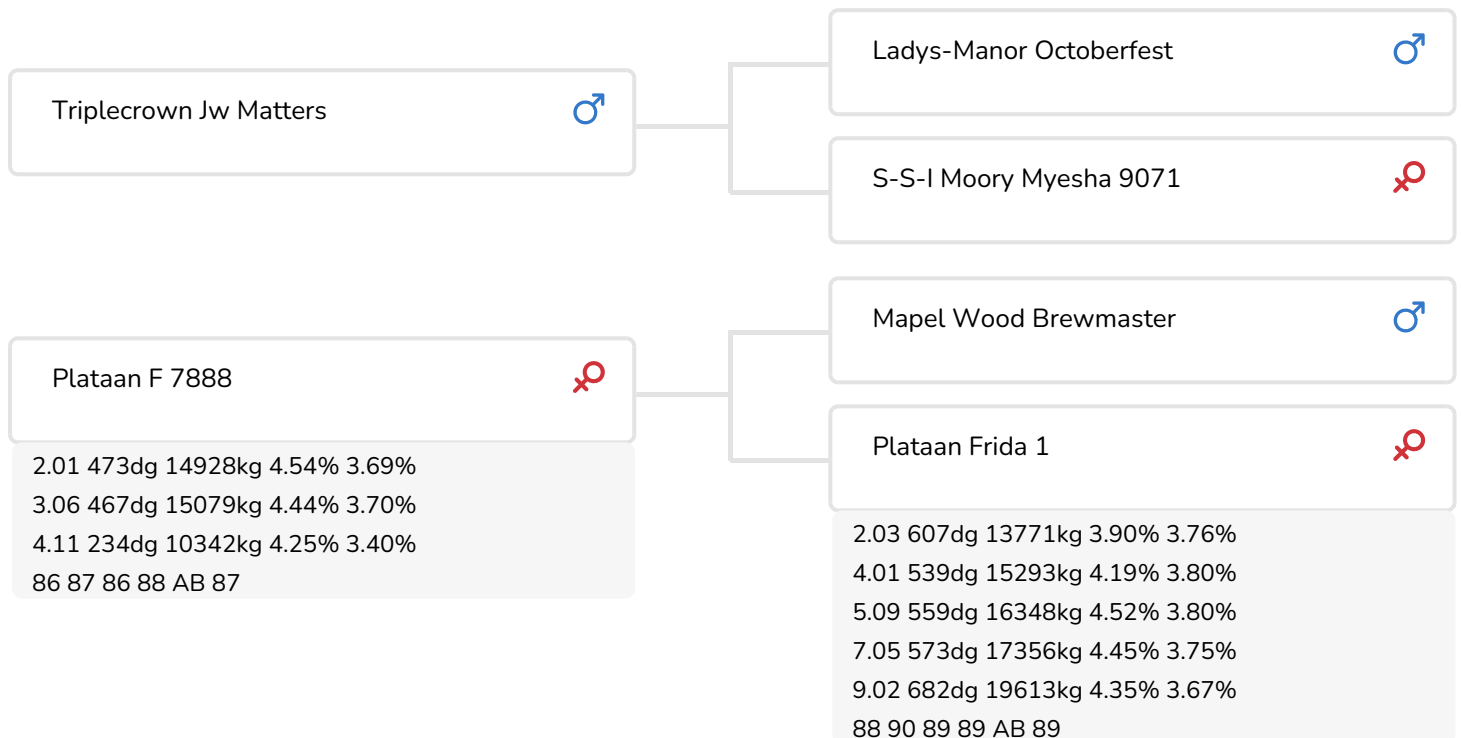 Ladys-Manor Octoberfest
Triplecrown Jw Matters
S-S-I Moory Myesha 9071
Mapel Wood Brewmaster
Plataan F 7888
2.01 473dg 14928kg 4.54% 3.69%
3.06 467dg 15079kg 4.44% 3.70%
4.11 234dg 10342kg 4.25% 3.40%
86 87 86 88 AB 87
Plataan Frida 1
2.03 607dg 13771kg 3.90% 3.76%
4.01 539dg 15293kg 4.19% 3.80%
5.09 559dg 16348kg 4.52% 3.80%
7.05 573dg 17356kg 4.45% 3.75%
9.02 682dg 19613kg 4.35% 3.67%
88 90 89 89 AB 89